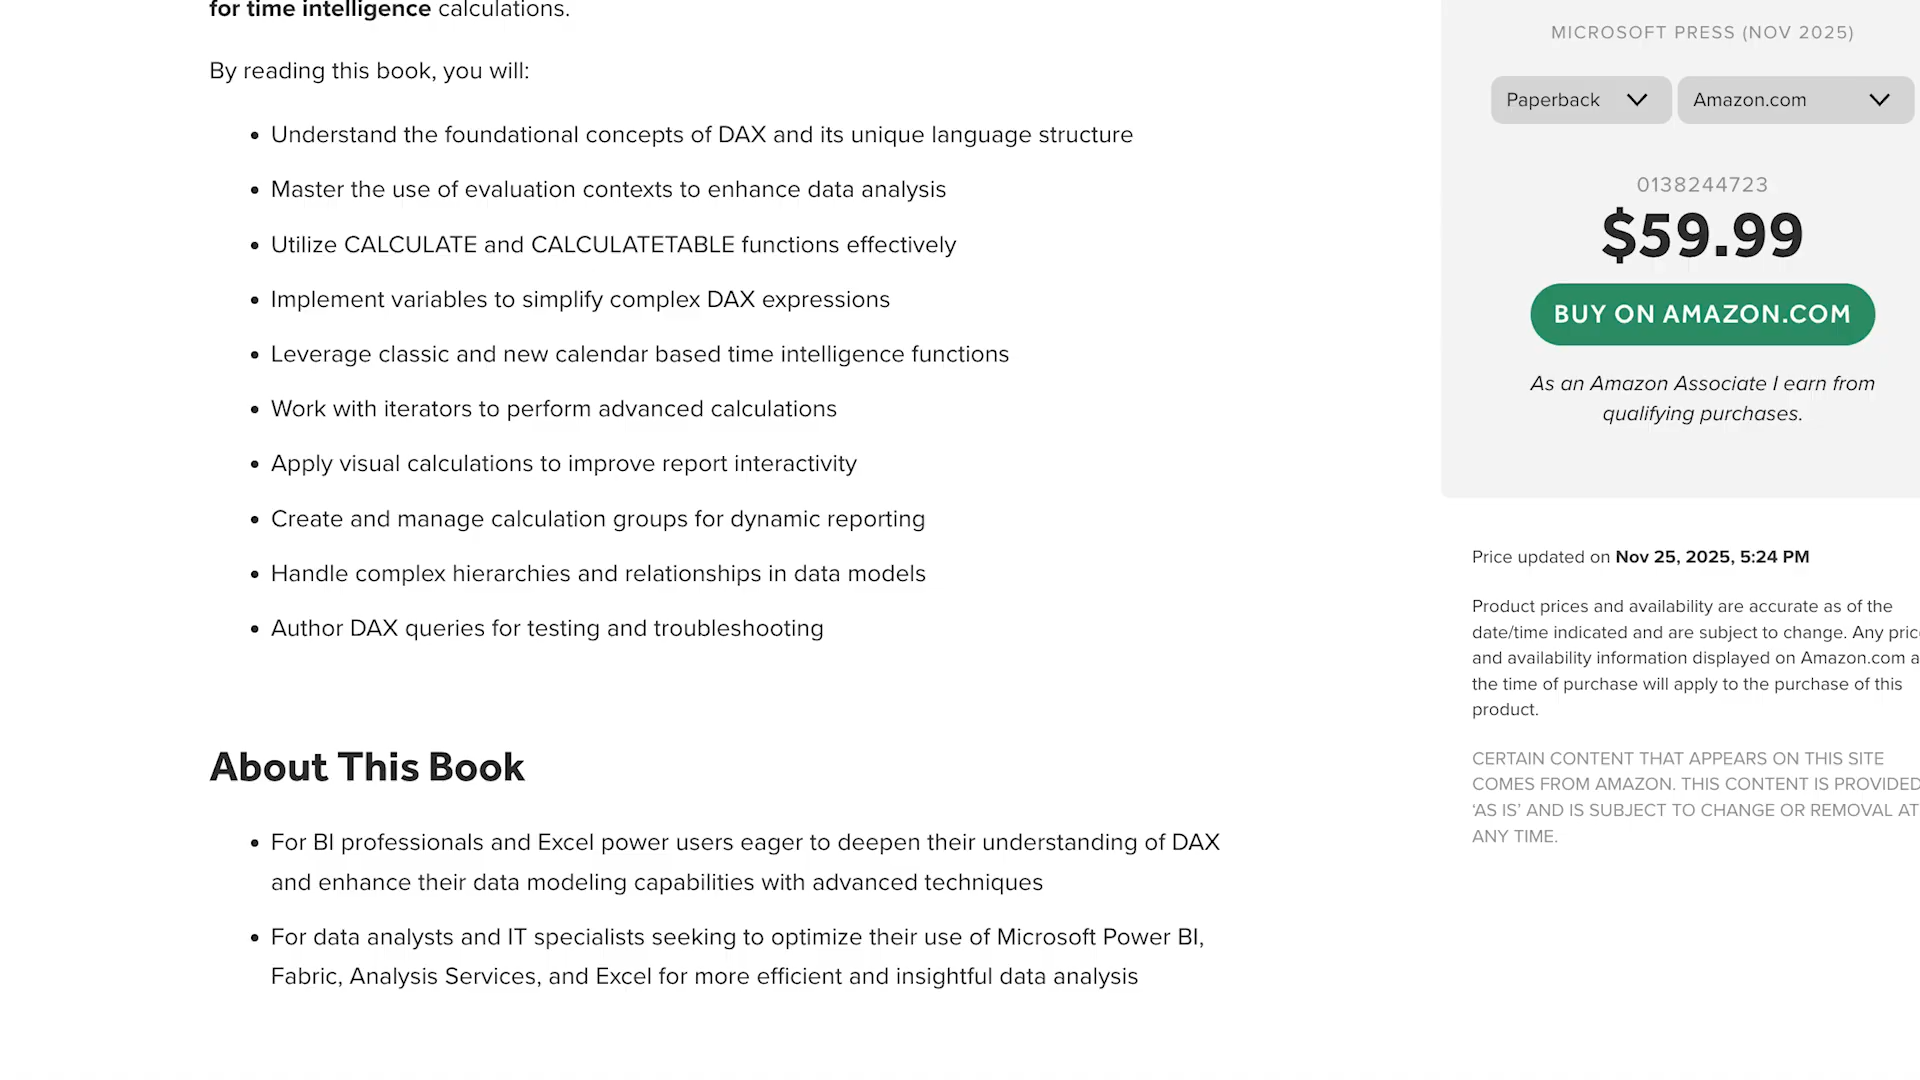 for time intelligence calculations.
By reading this book, you will:
• Understand the foundational concepts of DAX and its unique language structure
• Master the use of evaluation contexts to enhance data analysis
• Utilize CALCULATE and CALCULATETABLE functions effectively
• Implement variables to simplify complex DAX expressions
• Leverage classic and new calendar based time intelligence functions
• Work with iterators to perform advanced calculations
• Apply visual calculations to improve report interactivity
• Create and manage calculation groups for dynamic reporting
• Handle complex hierarchies and relationships in data models
• Author DAX queries for testing and troubleshooting
About This Book
• For BI professionals and Excel power users eager to deepen their understanding of DAX
and enhance their data modeling capabilities with advanced techniques
• For data analysts and IT specialists seeking to optimize their use of Microsoft Power BI,
Fabric, Analysis Services, and Excel for more efficient and insightful data analysis
MICROSOFT PRESS (NOV 2025)
Paperback
Amazon.com
0138244723
$59.99
BUY ON AMAZON.COM
As an Amazon Associate I earn from
qualifying purchases.
Price updated on Nov 25, 2025, 5:24 PM
Product prices and availability are accurate as of the
date/time indicated and are subject to change. Any
and availability information displayed on Amazon.com
the time of purchase will apply to the purchase of this
product.
CERTAIN CONTENT THAT APPEARS ON THIS SITE
COMES FROM AMAZON. THIS CONTENT IS PROVIDED
‘AS IS’ AND IS SUBJECT TO CHANGE OR REMOVAL AT
ANY TIME.